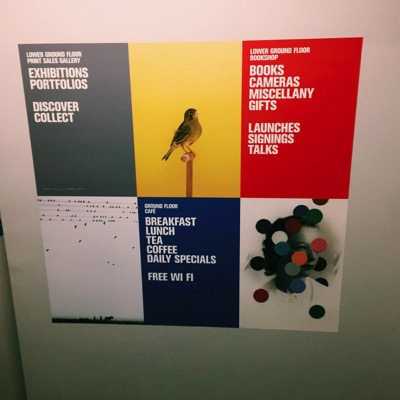 LOWER GROUND FLOOR
PRINT SALES GALLERY
EXHIBITIONS
PORTFOLIOS
DISCOVER
COLLECT
LOWER GROUND FLOOR
BOOKSHOP
BOOKS
CAMERAS
MISCELLANY
GIFTS
LAUNCHES
SIGNINGS
TALKS
GROUND FLOOR
CAFÉ
BREAKFAST
LUNCH
TEA
COFFEE
DAILY SPECIALS
FREE WI FI